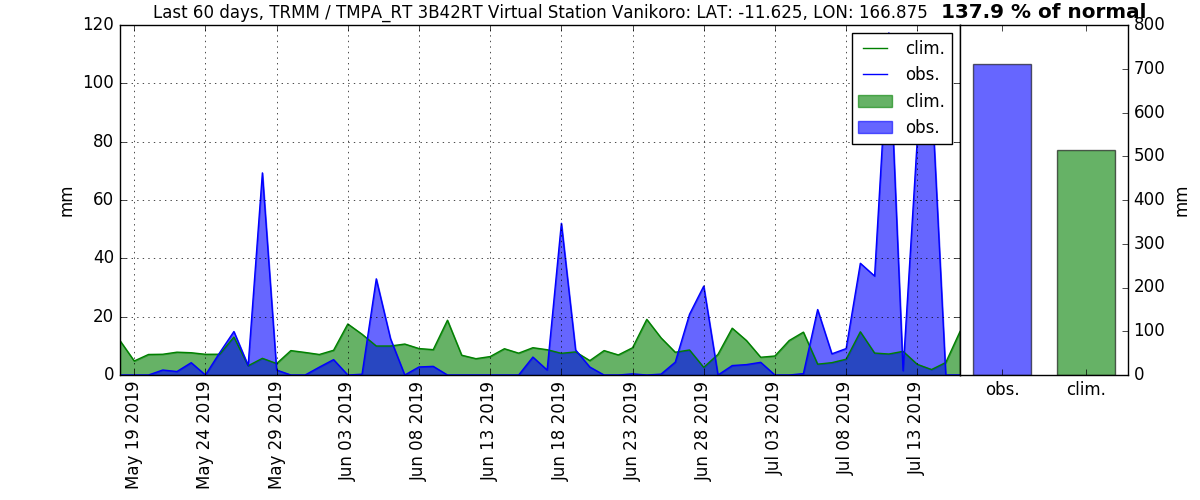 Last 60 days, TRMM / TMPA_RT 3B42RT Virtual Station Vanikoro: LAT: -11.625, LON: 166.875 137.9 % of normal
120
100
80
60
40
20
0
mm
clim.
obs.
clim.
obs.
800
700
600
500
400
300
200
100
0
mm
May 19 2019
May 24 2019
May 29 2019
Jun 03 2019
Jun 08 2019
Jun 13 2019
Jun 18 2019
Jun 23 2019
Jun 28 2019
Jul 03 2019
Jul 08 2019
Jul 13 2019
obs.
clim.